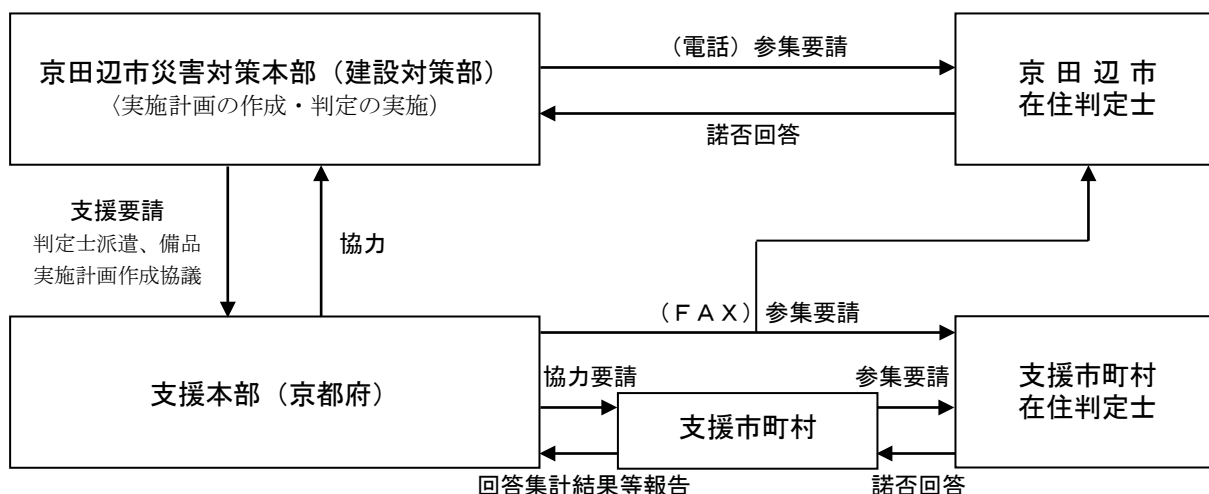 京田辺市災害対策本部（建設対策部）
〈実施計画の作成・判定の実施）
（電話）参集要請
諾否回答
京田辺市
在住判定士
支援要請
判定士派遣、備品
実施計画作成協議
協力
（ＦＡＸ）参集要請
支援本部（京都府）
協力要請
支援市町村
参集要請
支援市町村
在住判定士
回答集計結果等報告
諾否回答